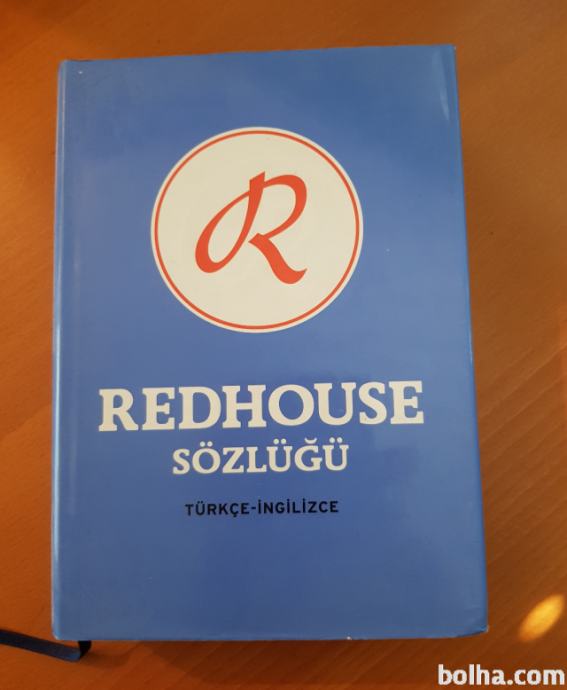 R
REDHOUSE
SÖZLÜĞÜ
TÜRKÇE-İNGİLİZCE
bolha.com